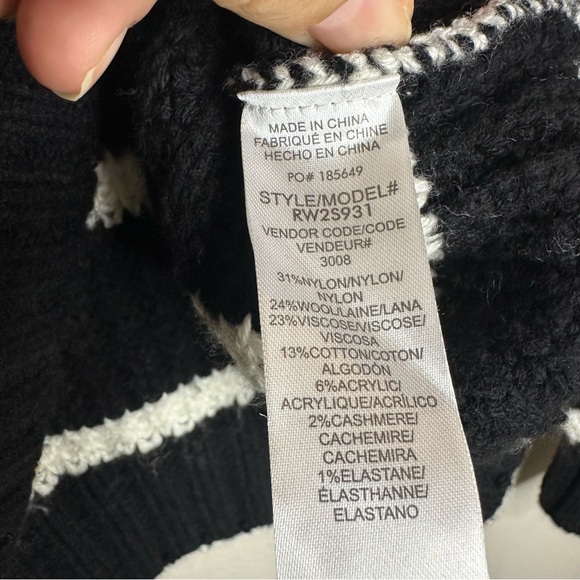 MADE IN CHINA
FABRIQUÉ EN CHINE
HECHO EN CHINA
PO# 185649
STYLE/MODEL#
RW2S931
VENDOR CODE/CODE
VENDEUR#
3008
31%NYLON/NYLON/
NYLON
24%WOOL/LAINE/LANA
23%VISCOSE/VISCOSE/
VISCOSA
13%COTTON/COTON/
ALGODÓN
6%ACRYLIC/
ACRYLIQUE/ACRÍLICO
2%CASHMERE/
CACHEMIRE/
CACHEMIRA
1%ELASTANE/
ÉLASTHANNE/
ELASTANO